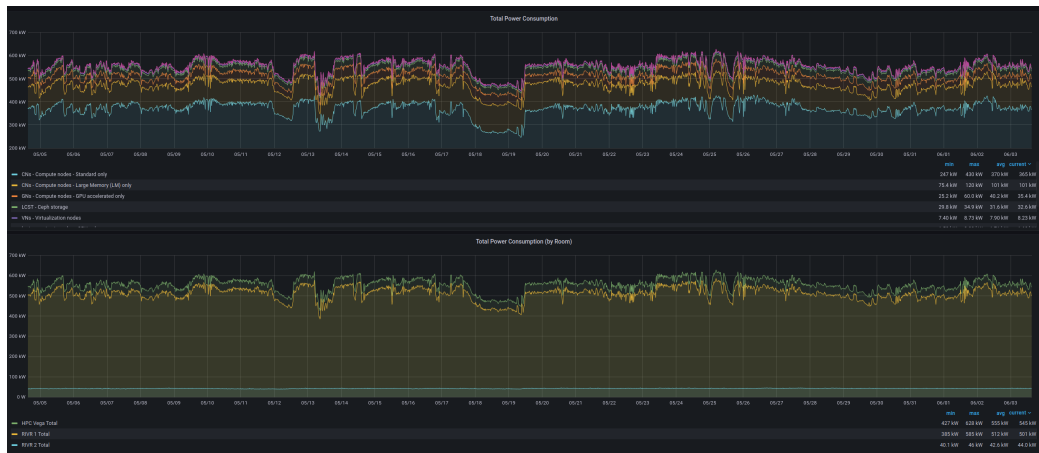 Total Power Consumption
700 kW
600 kW
500 kW
400 kW
300 kW
200 kW
05/05 05/06 05/07 05/08 05/09 05/10 05/11 05/12 05/13 05/14 05/15 05/16 05/17 05/18 05/19 05/20 05/21 05/22 05/23 05/24 05/25 05/26 05/27 05/28 05/29 05/30 05/31 06/01 06/02 06/03
min max avg current
CNs - Compute nodes - Standard only 247 kW 430 kW 370 kW 365 kW
CNs - Compute nodes - Large Memory (LM) only 75.4 kW 120 kW 101 kW 101 kW
GNs - Compute nodes - GPU accelerated only 25.2 kW 60.0 kW 40.2 kW 35.4 kW
LCST - Ceph storage 29.8 kW 34.9 kW 31.6 kW 32.6 kW
VNs - Virtualization nodes 7.40 kW 8.73 kW 7.90 kW 8.23 kW
Total Power Consumption (by Room)
700 kW
600 kW
500 kW
400 kW
300 kW
200 kW
100 kW
0 W
05/05 05/06 05/07 05/08 05/09 05/10 05/11 05/12 05/13 05/14 05/15 05/16 05/17 05/18 05/19 05/20 05/21 05/22 05/23 05/24 05/25 05/26 05/27 05/28 05/29 05/30 05/31 06/01 06/02 06/03
min max avg current
HPC Vega Total 427 kW 628 kW 555 kW 545 kW
RIVR 1 Total 385 kW 585 kW 512 kW 501 kW
RIVR 2 Total 40.1 kW 46 kW 42.6 kW 44.0 kW